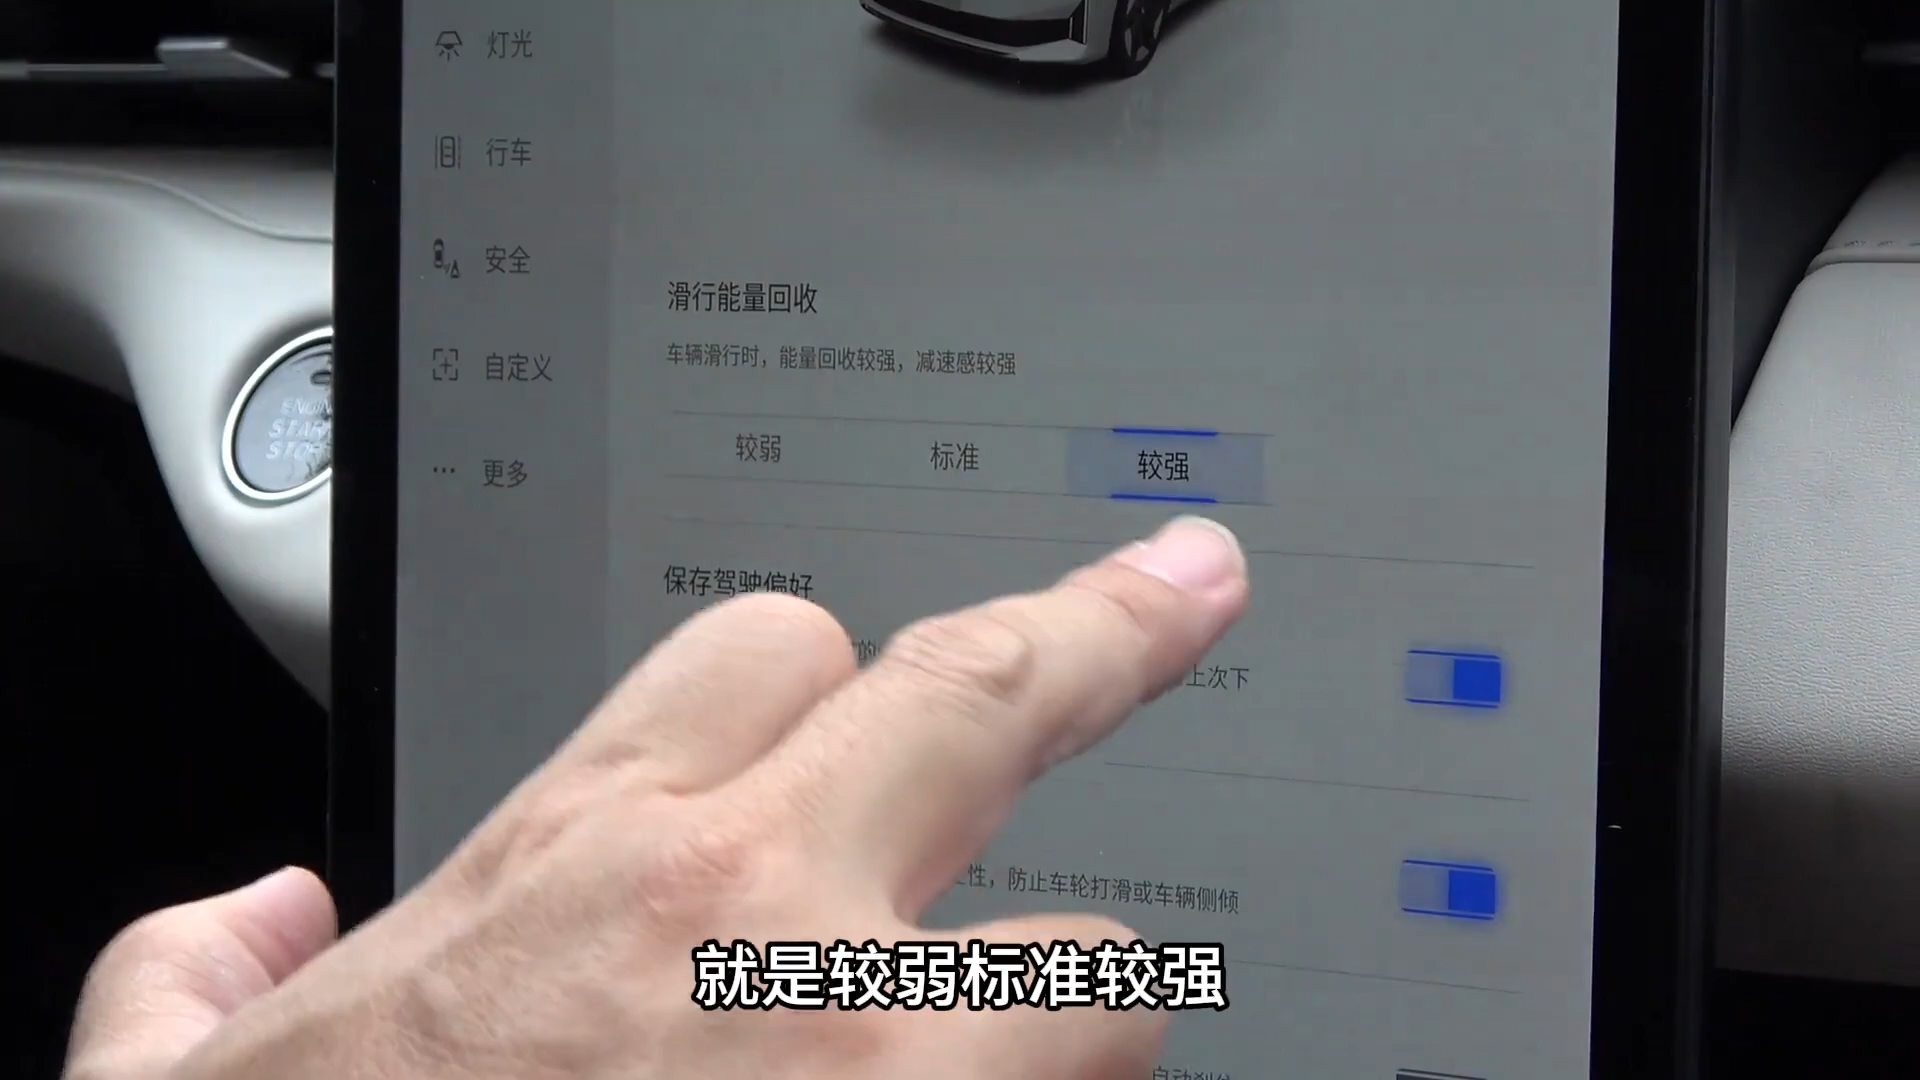 灯光
行车
安全
自定义
更多
滑行能量回收
车辆滑行时，能量回收较强，减速感较强
较弱 标准 较强
保存驾驶偏好
上次下
性，防止车轮打滑或车辆侧倾
ENGIN
START
STO
就是较弱标准较强